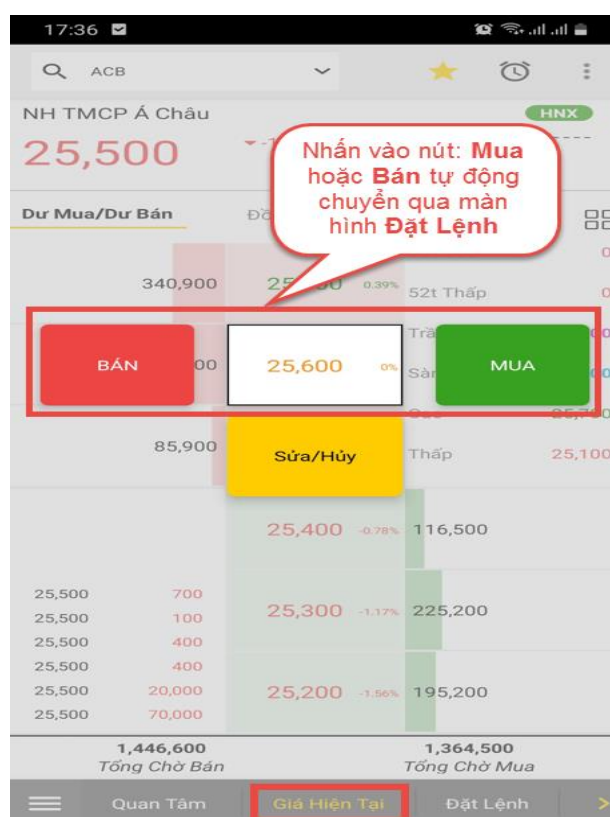 17:36
ACB
NH TMCP Á Châu
HNX
25,500
Nhấn vào nút: Mua
hoặc Bán tự động
chuyển qua màn
hình Đặt Lệnh
Dư Mua/Dư Bán
340,900
0.39%
52t Thấp
BÁN
25,600
0%
MUA
85,900
Sửa/Hủy
Thấp
25,100
25,400
-0.78%
116,500
25,500 700
25,500 100
25,500 400
25,500 400
25,500 20,000
25,500 70,000
25,300
-1.17%
225,200
25,200
-1.56%
195,200
1,446,600
Tổng Chờ Bán
1,364,500
Tổng Chờ Mua
Quan Tâm
Giá Hiện Tại
Đặt Lệnh